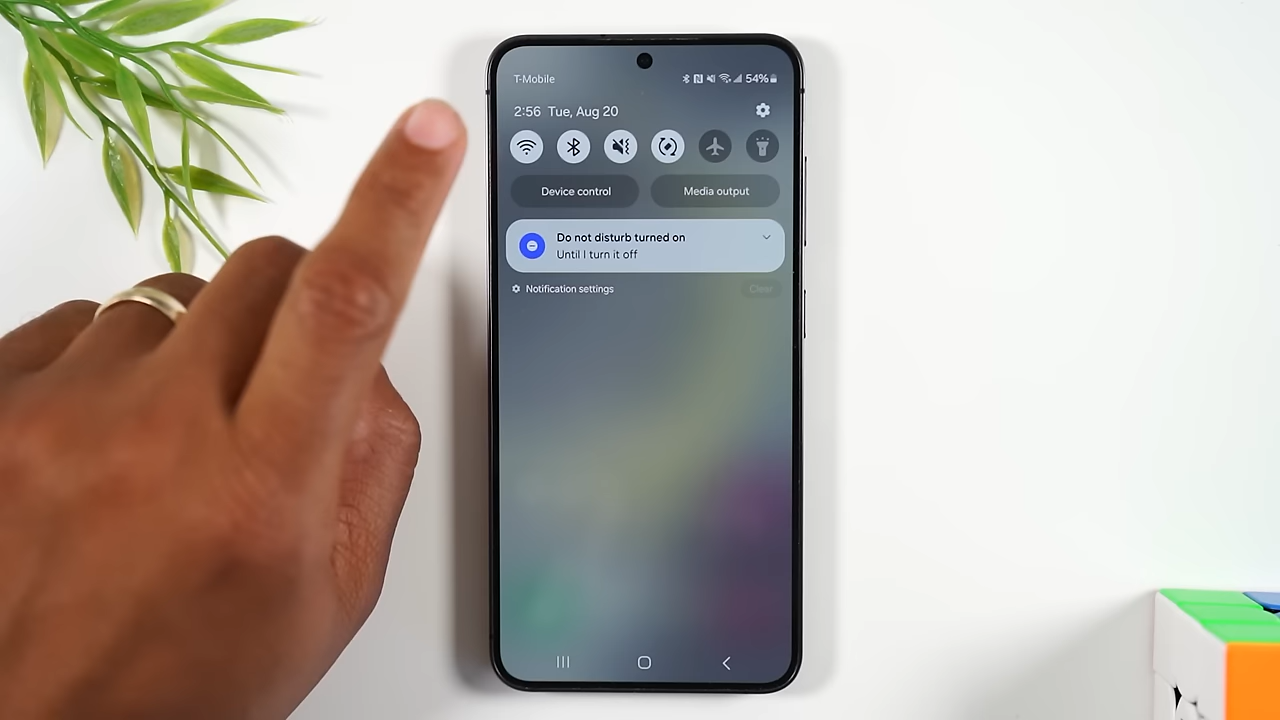 T-Mobile 54%
2:56 Tue, Aug 20
Device control Media output
Do not disturb turned on
Until I turn it off
Notification settings Clear